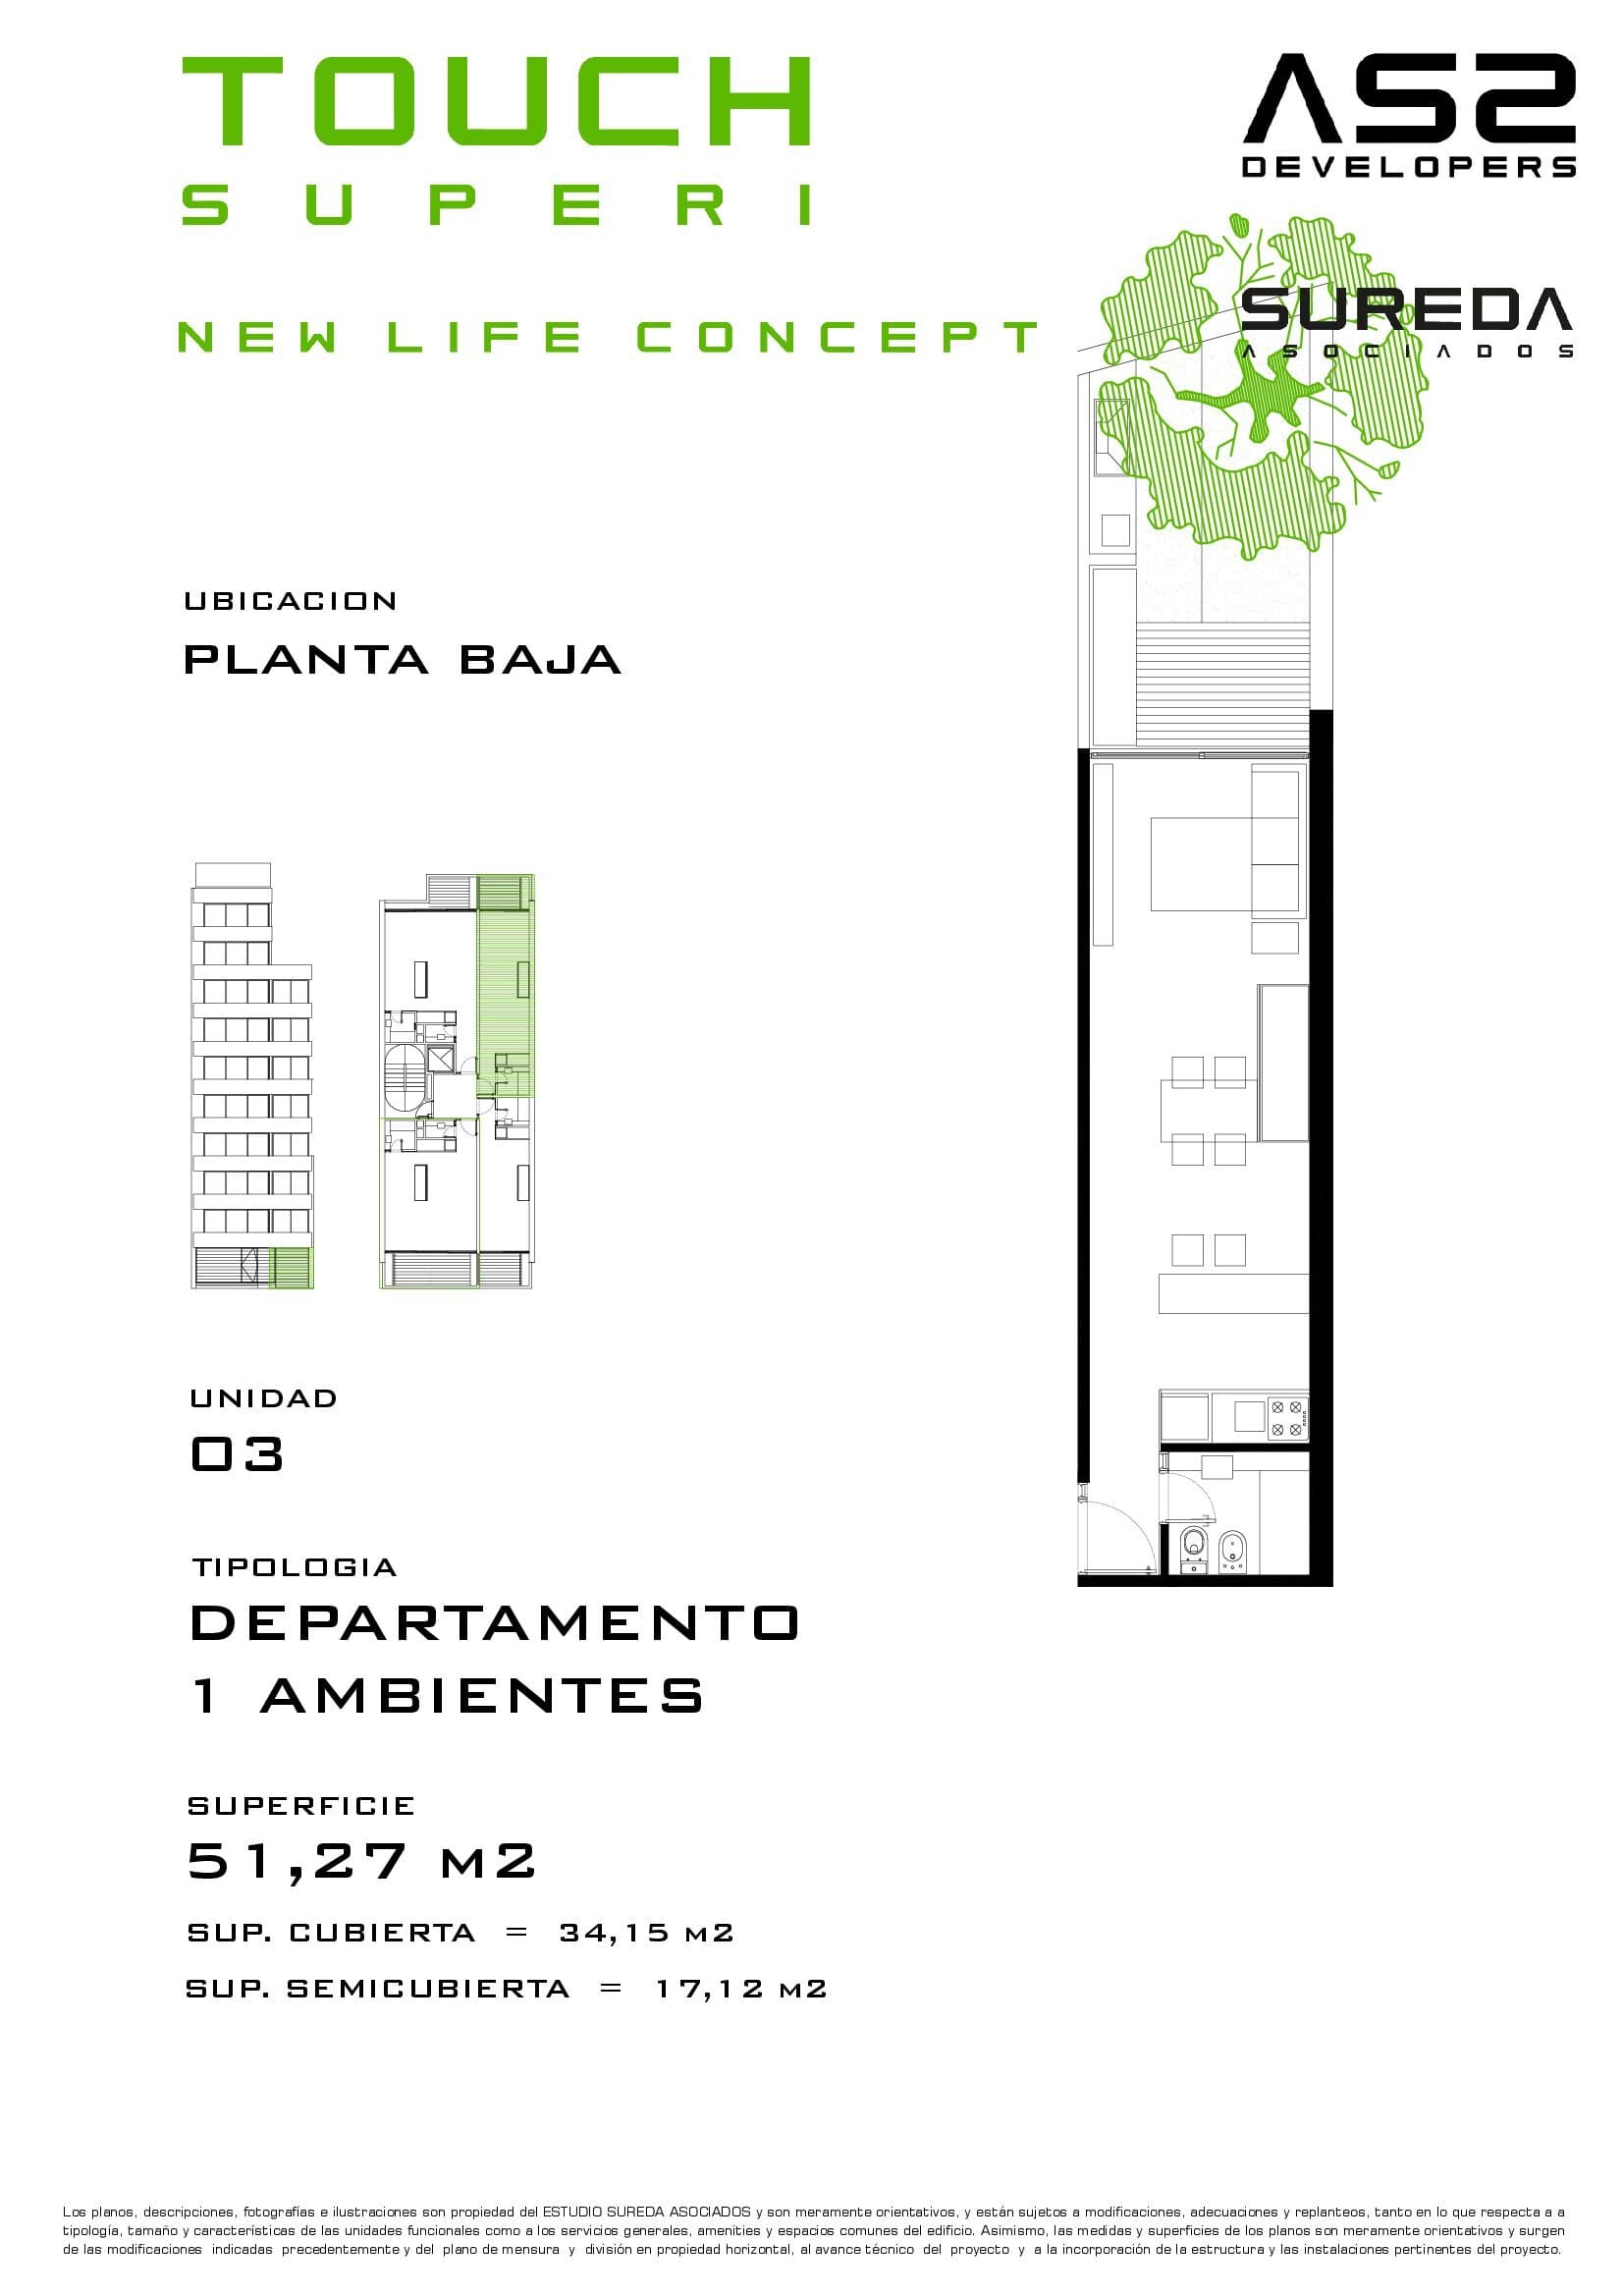 TOUCH
SUPERI
NEW LIFE CONCEPT
AS2
DEVELOPERS
SUREDA
ASOCIADOS
UBICACION
PLANTA BAJA
UNIDAD
03
TIPOLOGIA
DEPARTAMENTO
1 AMBIENTES
SUPERFICIE
51,27 M2
SUP. CUBIERTA = 34,15 M2
SUP. SEMICUBIERTA = 17,12 M2
Los planos, descripciones, fotografías e ilustraciones son propiedad del ESTUDIO SUREDA ASOCIADOS y son meramente orientativos, y están sujetos a modificaciones, adecuaciones y replanteos, tanto en lo que respecta a a
tipología, tamaño y características de las unidades funcionales como a los servicios generales, amenities y espacios comunes del edificio. Asimismo, las medidas y superficies de los planos son meramente orientativos y surgen
de las modificaciones indicadas precedentemente y del plano de mensura y división en propiedad horizontal, al avance técnico del proyecto y a la incorporación de la estructura y las instalaciones pertinentes del proyecto.